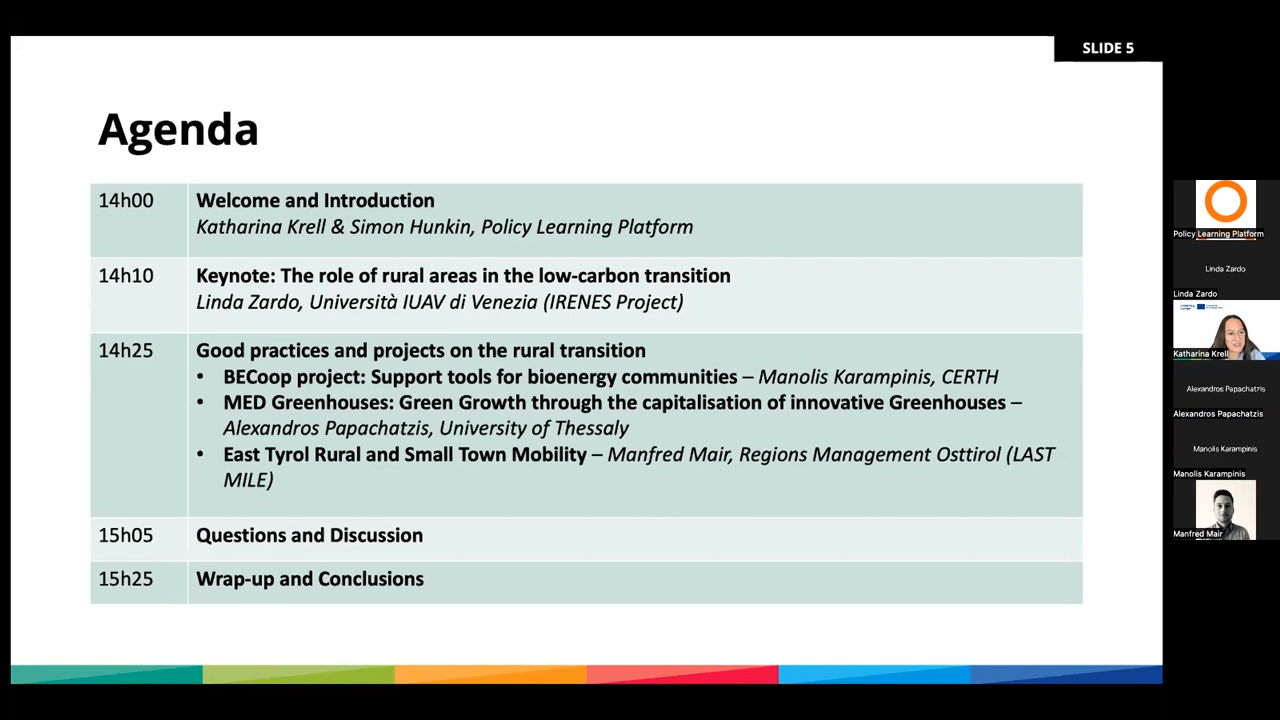 SLIDE 5
Agenda
14h00
Welcome and Introduction
Katharina Krell & Simon Hunkin, Policy Learning Platform
14h10
Keynote: The role of rural areas in the low-carbon transition
Linda Zardo, Università IUAV di Venezia (IRENES Project)
14h25
Good practices and projects on the rural transition
• BECoop project: Support tools for bioenergy communities – Manolis Karampinis, CERTH
• MED Greenhouses: Green Growth through the capitalisation of innovative Greenhouses –
Alexandros Papachatzis, University of Thessaly
• East Tyrol Rural and Small Town Mobility – Manfred Mair, Regions Management Osttirol (LAST
MILE)
15h05
Questions and Discussion
15h25
Wrap-up and Conclusions
Policy Learning Platform
Linda Zardo
Linda Zardo
Katharina Krell
Alexandros Papachatzis
Alexandros Papachatzis
Manolis Karampinis
Manolis Karampinis
Manfred Mair